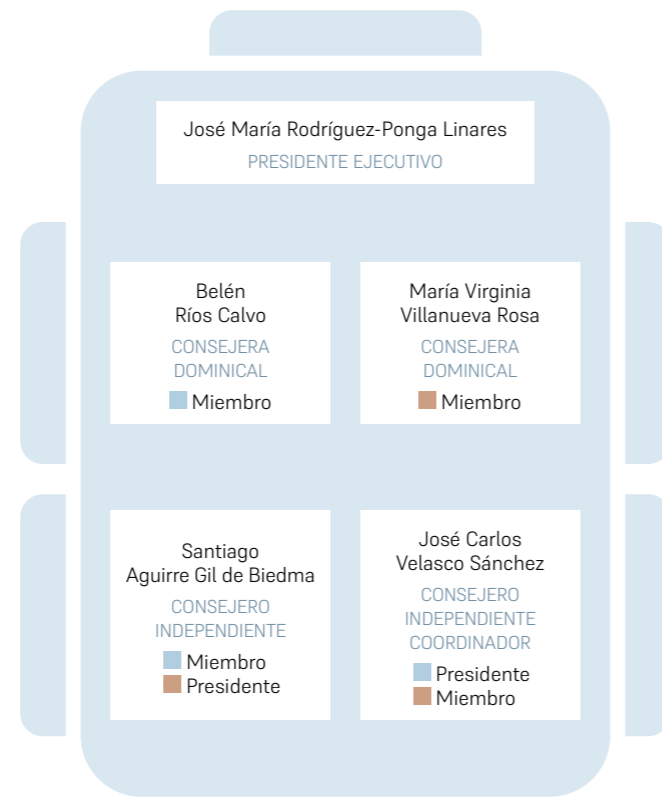 José María Rodríguez-Ponga Linares
PRESIDENTE EJECUTIVO
Belén
Ríos Calvo
CONSEJERA
DOMINICAL
Miembro
María Virginia
Villanueva Rosa
CONSEJERA
DOMINICAL
Miembro
Santiago
Aguirre Gil de Biedma
CONSEJERO
INDEPENDIENTE
Miembro
Presidente
José Carlos
Velasco Sánchez
CONSEJERO
INDEPENDIENTE
COORDINADOR
Presidente
Miembro